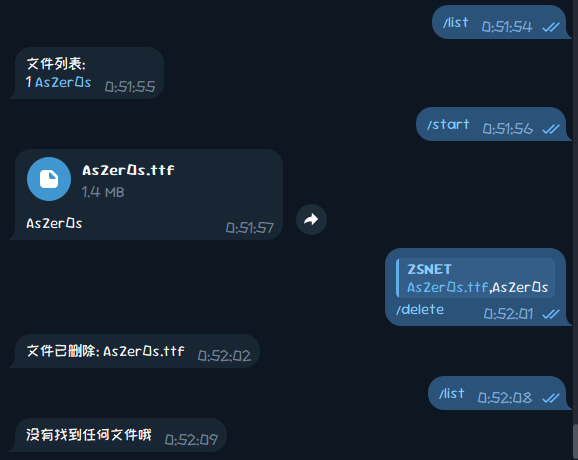 /list 0:51:54
文件列表:
1 AsZer0s 0:51:55
/start 0:51:56
AsZer0s.ttf
1.4 MB
AsZer0s 0:51:57
ZSNET
AsZer0s.ttf,AsZer0s
/delete 0:52:01
文件已删除: AsZer0s.ttf 0:52:02
/list 0:52:08
没有找到任何文件哦 0:52:09